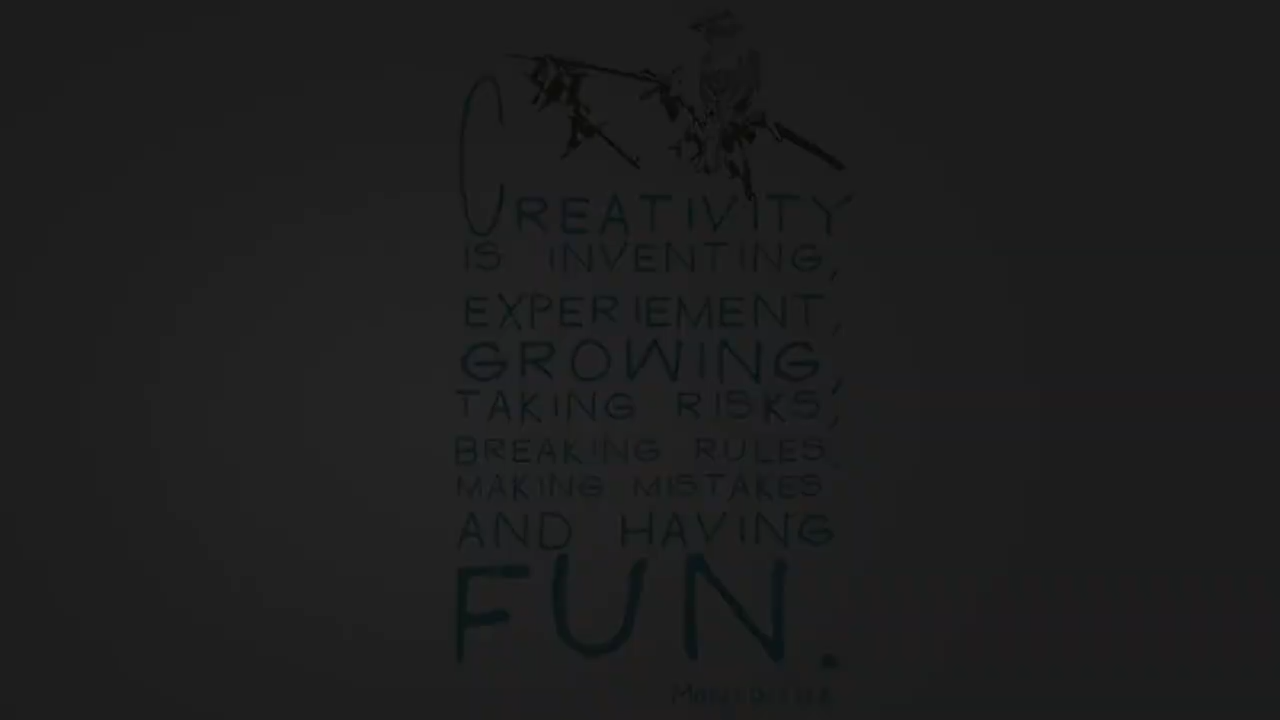 CREATIVITY
IS INVENTING,
EXPERIEMENT,
GROWING,
TAKING RISKS,
BREAKING RULES
MAKING MISTAKES
AND HAVING
FUN.